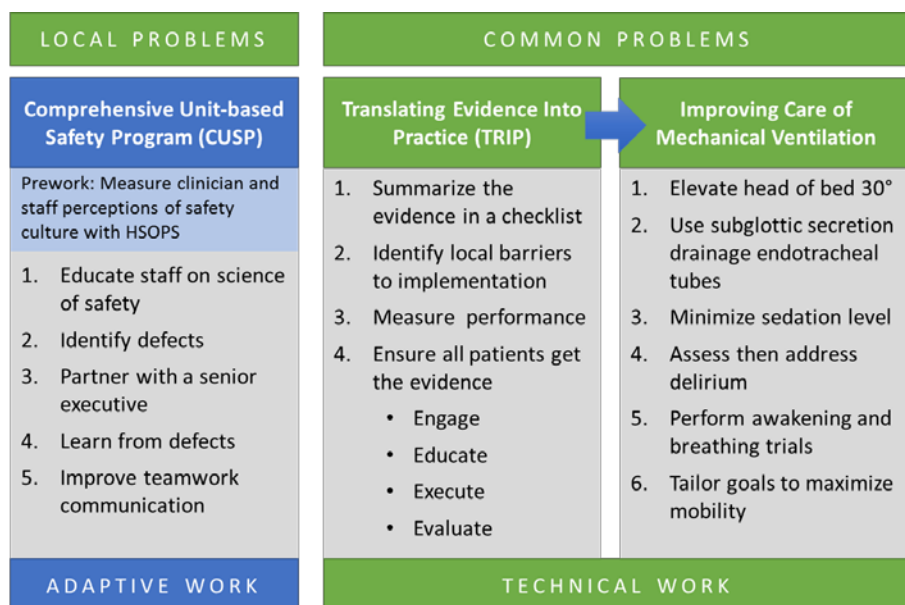 LOCAL PROBLEMS
COMMON PROBLEMS
Comprehensive Unit-based
Safety Program (CUSP)
Prework: Measure clinician and
staff perceptions of safety
culture with HSOPS
1. Educate staff on science
of safety
2. Identify defects
3. Partner with a senior
executive
4. Learn from defects
5. Improve teamwork
communication
ADAPTIVE WORK
Translating Evidence Into
Practice (TRIP)
1. Summarize the
evidence in a checklist
2. Identify local barriers
to implementation
3. Measure performance
4. Ensure all patients get
the evidence
• Engage
• Educate
• Execute
• Evaluate
Improving Care of
Mechanical Ventilation
1. Elevate head of bed 30°
2. Use subglottic secretion
drainage endotracheal
tubes
3. Minimize sedation level
4. Assess then address
delirium
5. Perform awakening and
breathing trials
6. Tailor goals to maximize
mobility
TECHNICAL WORK